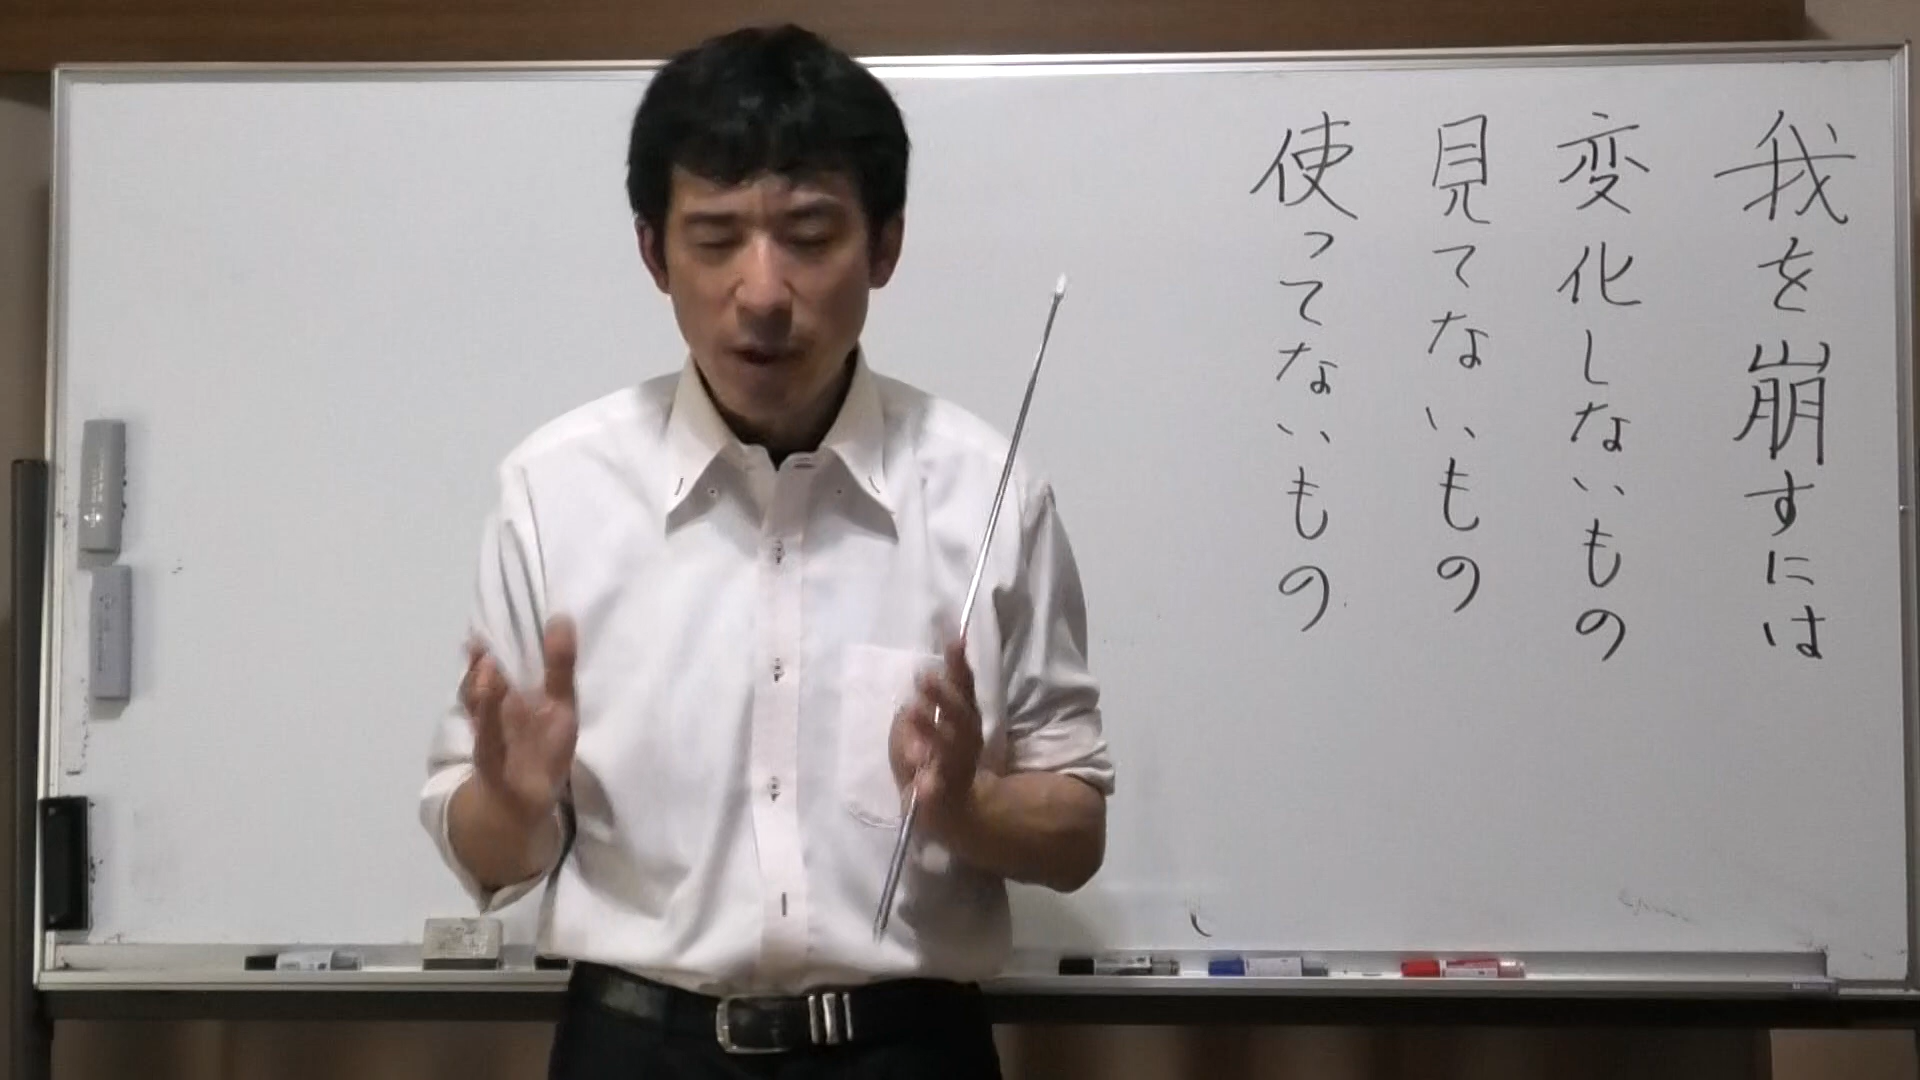 我を崩すには
変化しないもの
見てないもの
使ってないもの